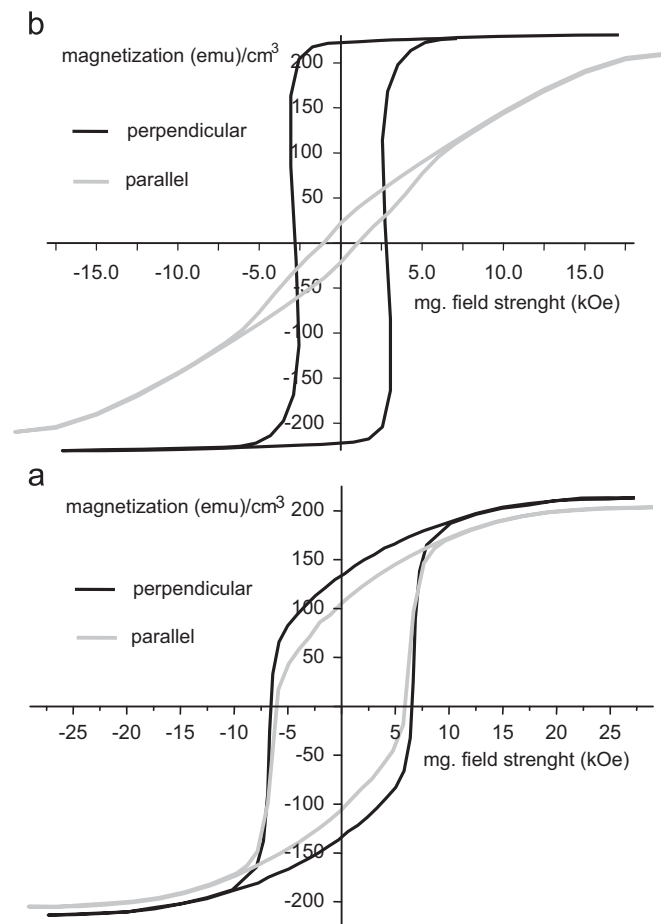 b
magnetization (emu)/cm3
200
150
perpendicular
100
parallel
50
-15.0 -10.0 -5.0 5.0 10.0 15.0
-50
mg. field strenght (kOe)
-100
-150
-200
a
magnetization (emu)/cm3
200
150
perpendicular
100
parallel
50
-25 -20 -15 -10 -5 5 10 15 20 25
-50
mg. field strenght (kOe)
-100
-150
-200